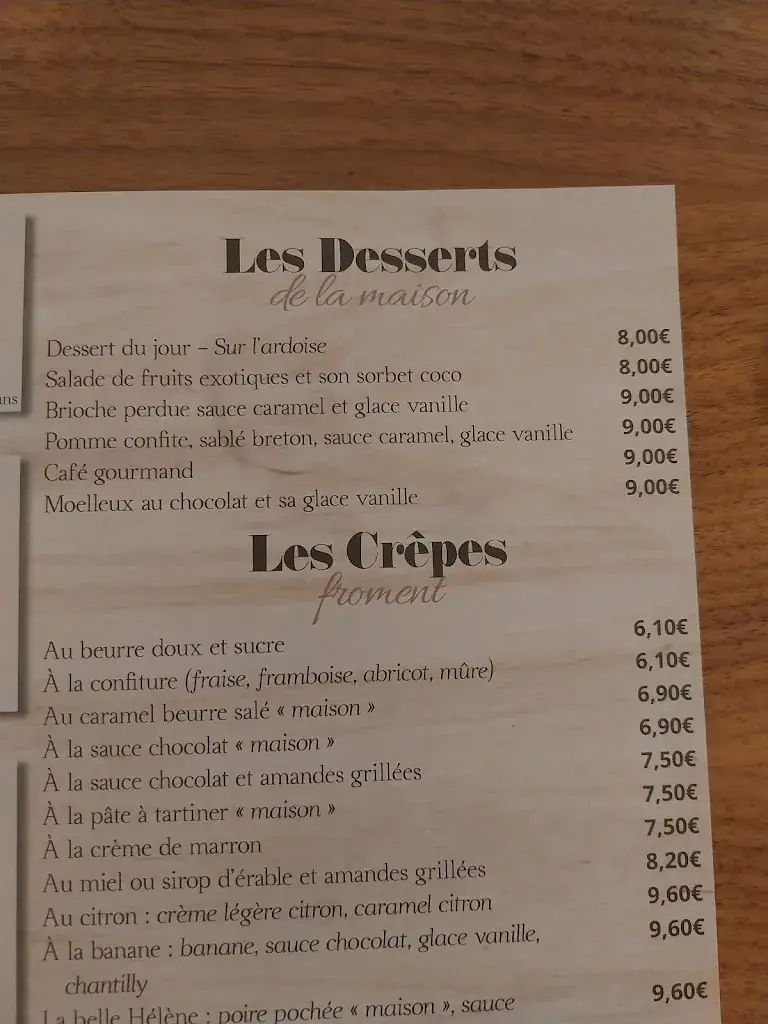 Les Desserts
de la maison
Dessert du jour – Sur l'ardoise 8,00€
Salade de fruits exotiques et son sorbet coco 8,00€
Brioche perdue sauce caramel et glace vanille 9,00€
Pomme confite, sablé breton, sauce caramel, glace vanille 9,00€
Café gourmand 9,00€
Moelleux au chocolat et sa glace vanille 9,00€
Les Crêpes
froment
Au beurre doux et sucre 6,10€
À la confiture (fraise, framboise, abricot, mûre) 6,10€
Au caramel beurre salé « maison » 6,90€
À la sauce chocolat « maison » 6,90€
À la sauce chocolat et amandes grillées 7,50€
À la pâte à tartiner « maison » 7,50€
À la crème de marron 7,50€
Au miel ou sirop d'érable et amandes grillées 8,20€
Au citron : crème légère citron, caramel citron 9,60€
À la banane : banane, sauce chocolat, glace vanille, 9,60€
chantilly
La belle Hélène : poire pochée « maison », sauce 9,60€